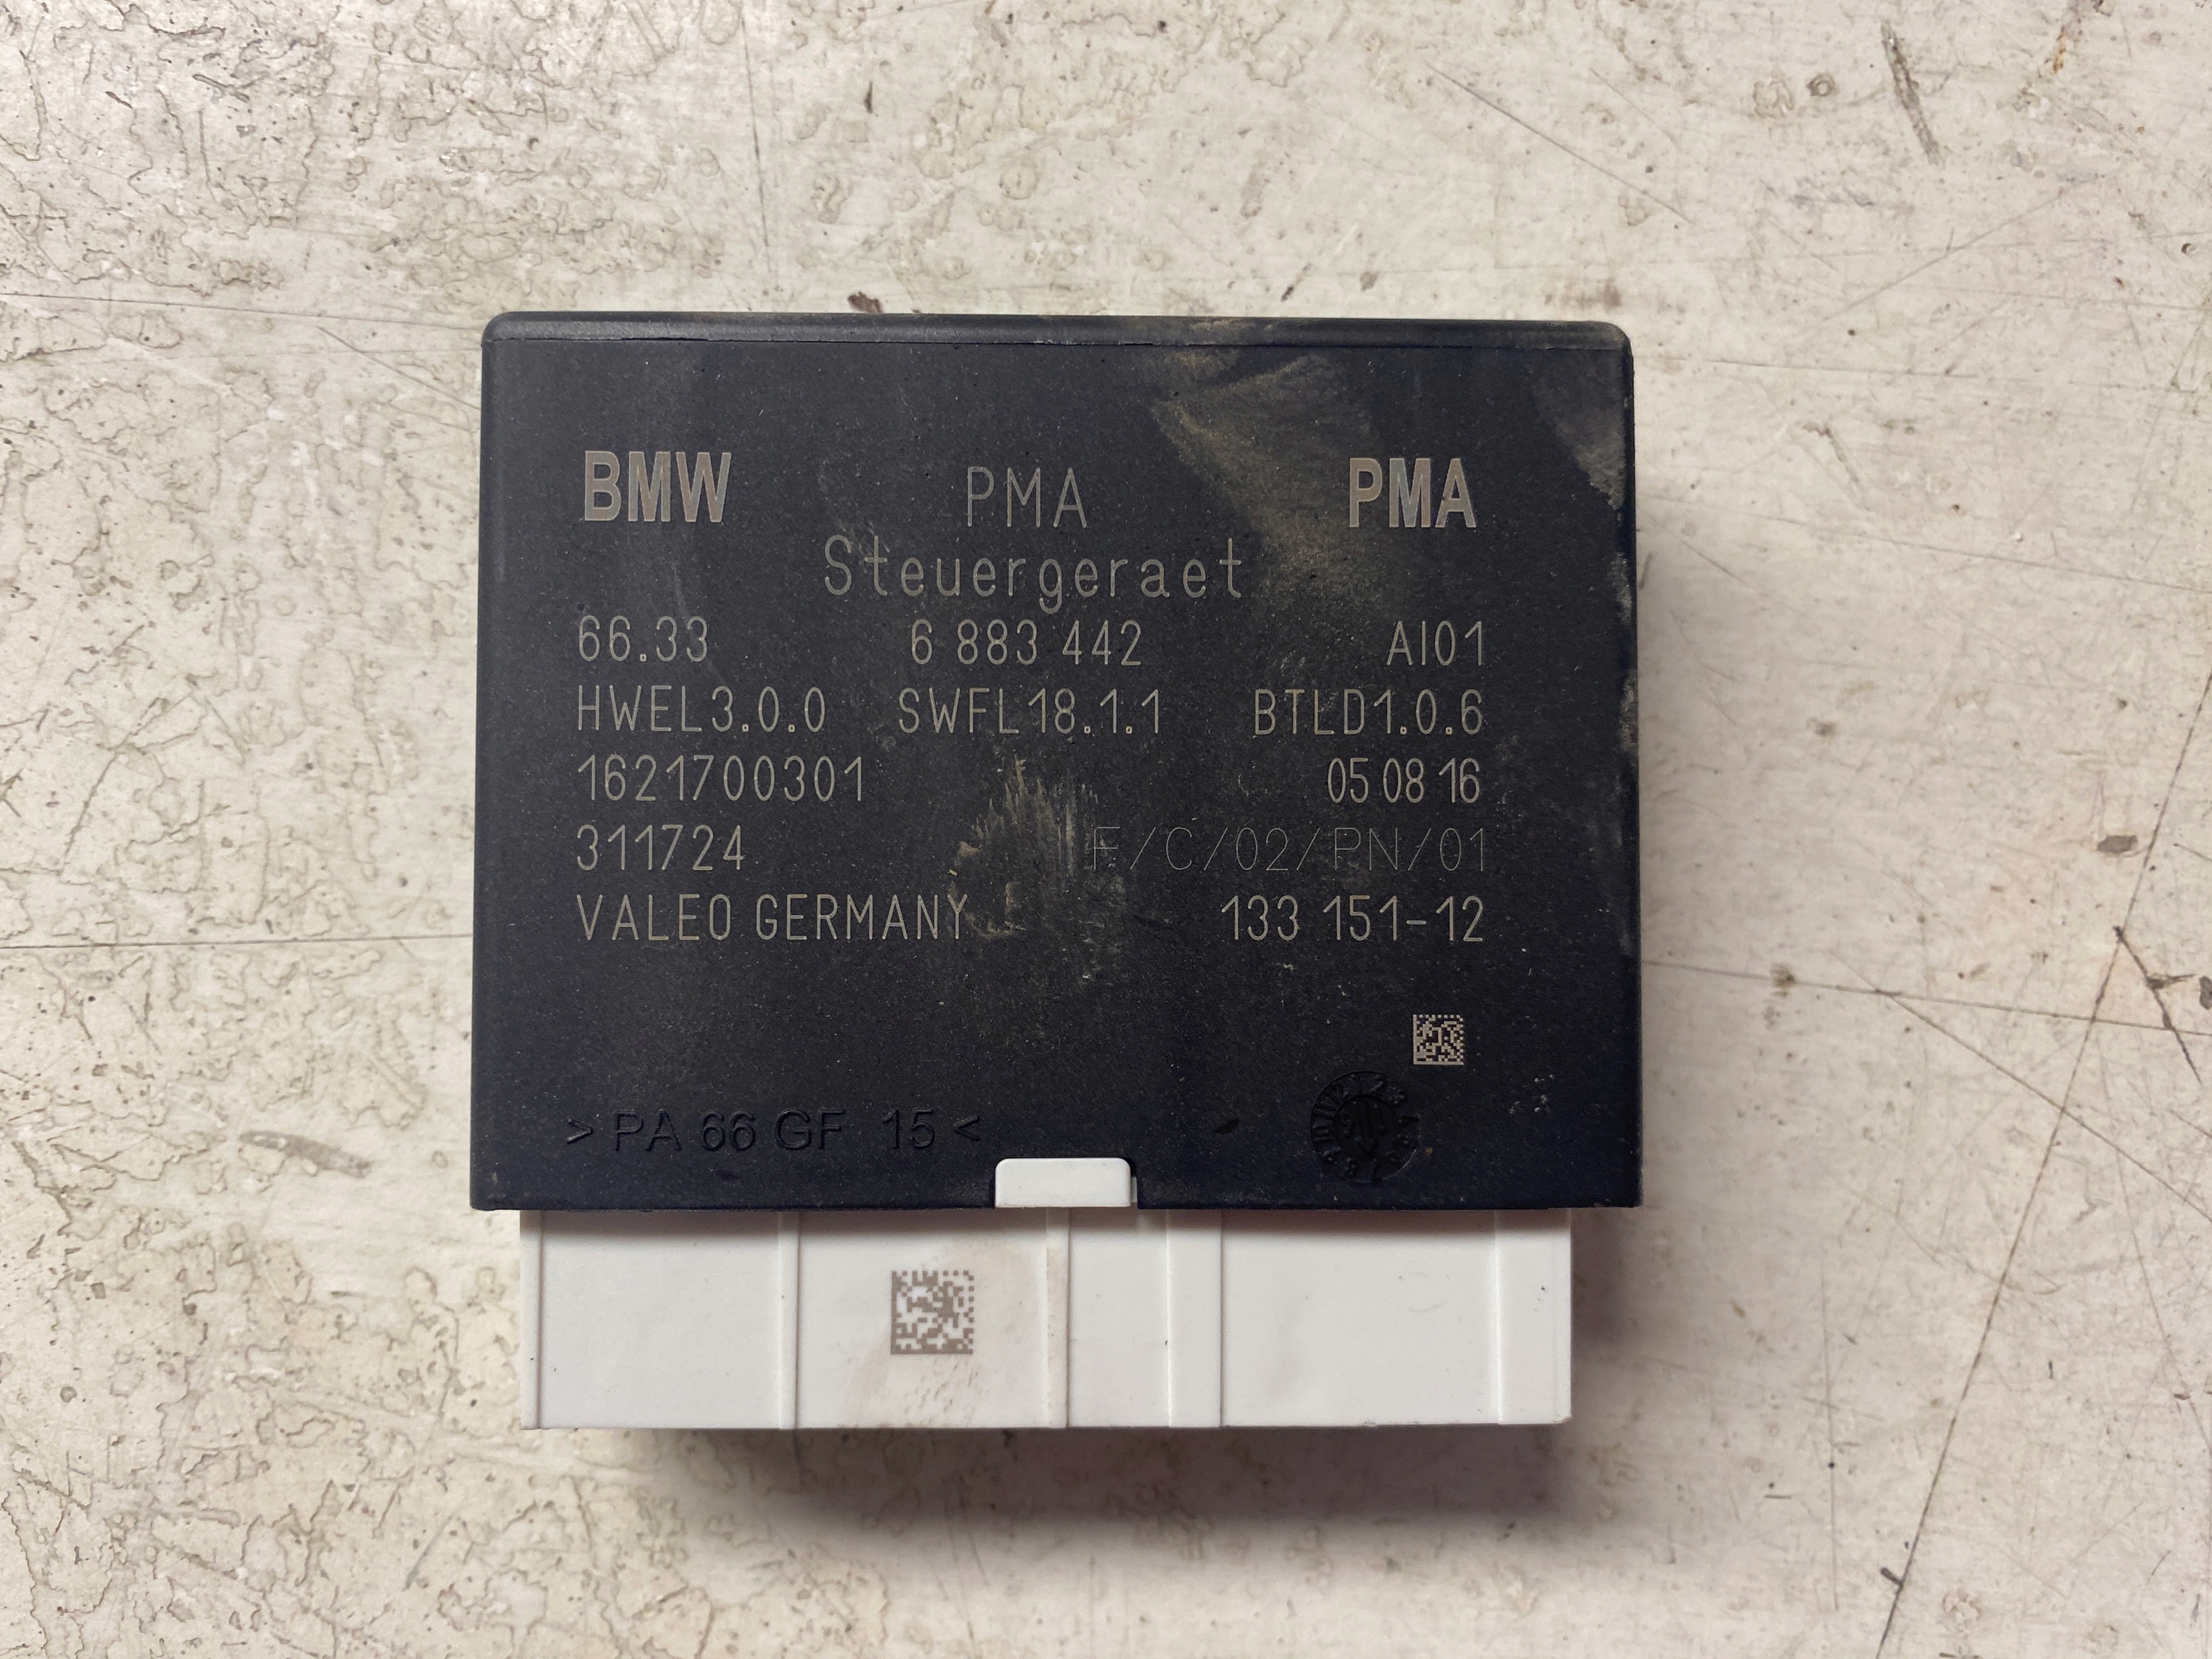 BMW PMA PMA
Steuergeraet
66.33 6 883 442 AI01
HWEL3.0.0 SWFL18.1.1 BTLD1.0.6
1621700301 05 08 16
311724 F/C/02/PN/01
VALEO GERMANY 133 151-12
> PA 66 GF 15 <